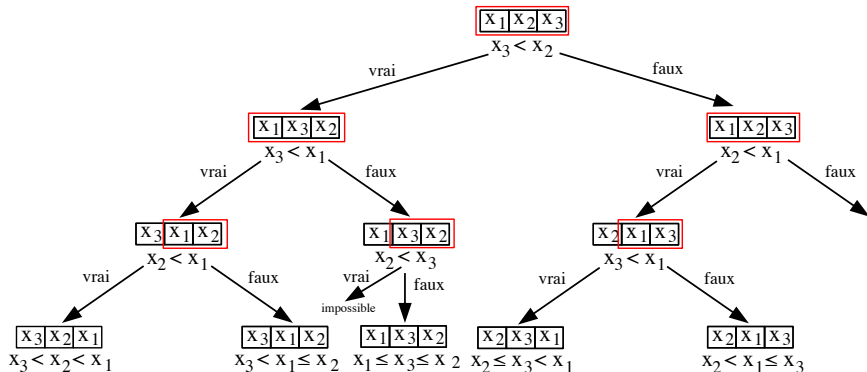 x1 x2 x3
x3 < x2
vrai faux
x1 x3 x2 x1 x2 x3
x3 < x1 x2 < x1
vrai faux vrai faux
x3 x1 x2 x1 x3 x2 x2 x1 x3
x2 < x1 x2 < x3 x3 < x1
vrai faux vrai faux vrai faux
impossible
x3 x2 x1 x3 x1 x2 x1 x3 x2 x2 x3 x1 x2 x1 x3
x3 < x2 < x1 x3 < x1 ≤ x2 x1 ≤ x3 ≤ x2 x2 ≤ x3 < x1 x2 < x1 ≤ x3